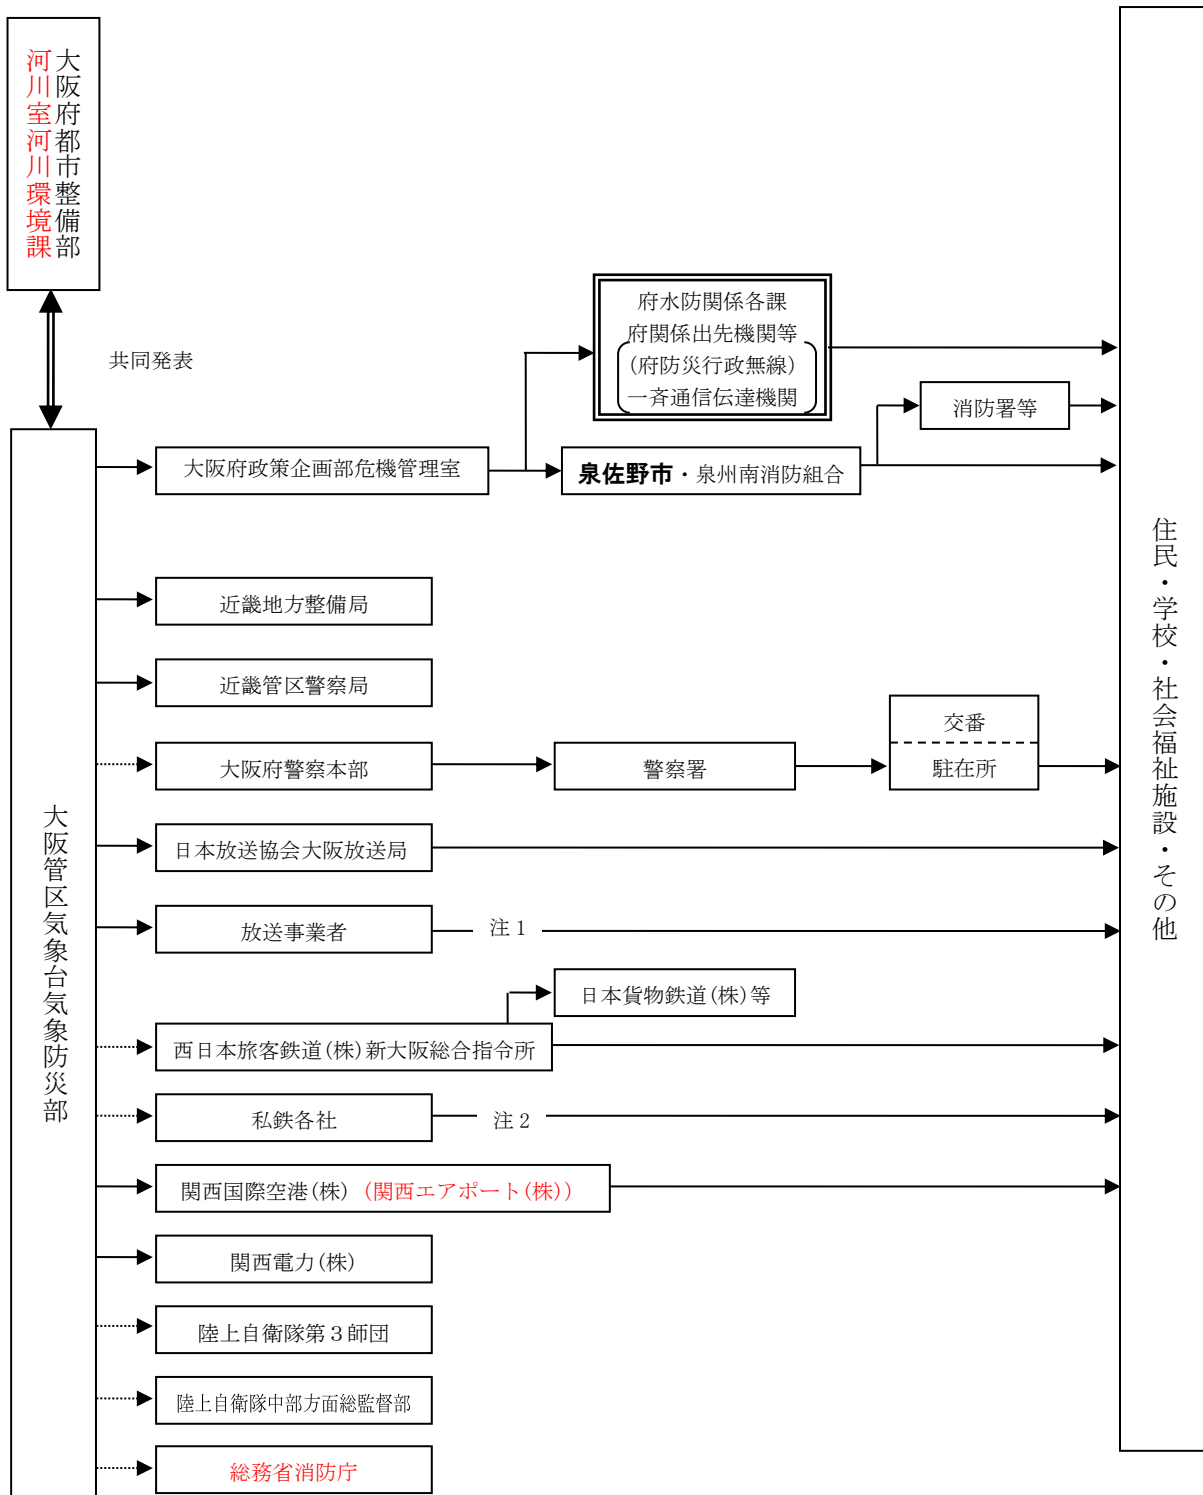 大阪府都市整備部
河川室河川環境課
共同発表
府水防関係各課
府関係出先機関等
(府防災行政無線)
一斉通信伝達機関
消防署等
大阪府政策企画部危機管理室
泉佐野市・泉州南消防組合
近畿地方整備局
近畿管区警察局
大阪府警察本部
警察署
交番
駐在所
日本放送協会大阪放送局
放送事業者
注1
日本貨物鉄道(株)等
西日本旅客鉄道(株)新大阪総合指令所
私鉄各社
注2
関西国際空港(株)(関西エアポート(株))
関西電力(株)
陸上自衛隊第3師団
陸上自衛隊中部方面総監督部
総務省消防庁
大阪管区気象台気象防災部
住民・学校・社会福祉施設・その他